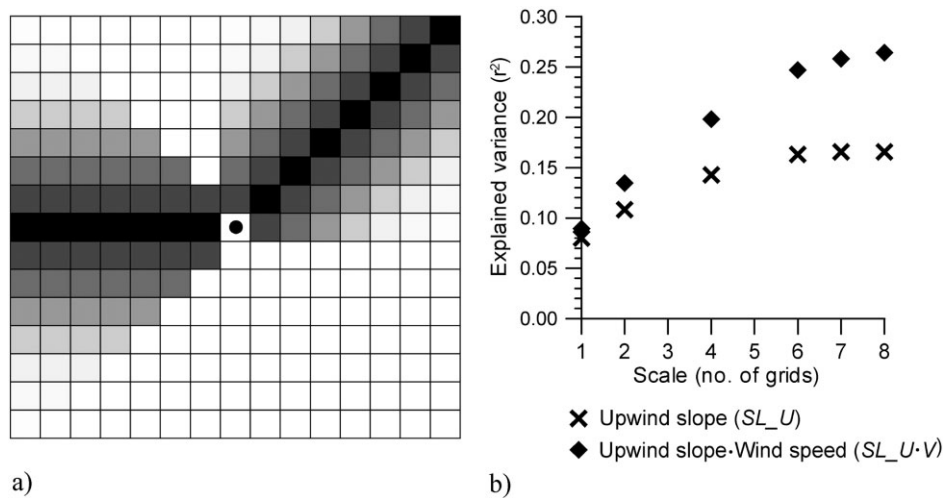 0.30
0.25
0.20
0.15
0.10
0.05
0.00
Explained variance (r²)
1 2 3 4 5 6 7 8
Scale (no. of grids)
Upwind slope (SL_U)
Upwind slope·Wind speed (SL_U·V)
a)
b)